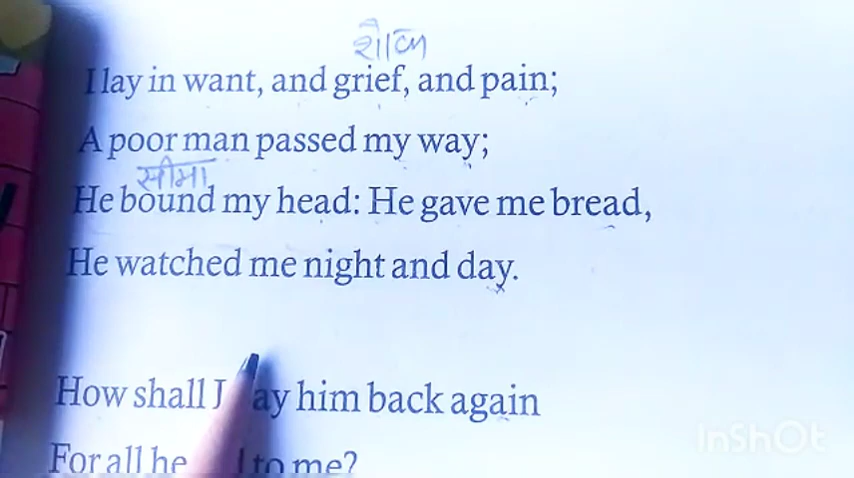 शोक
I lay in want, and grief, and pain;
A poor man passed my way;
सीमा
He bound my head: He gave me bread,
He watched me night and day.
How shall I him back again
For all he to me?
InShOt